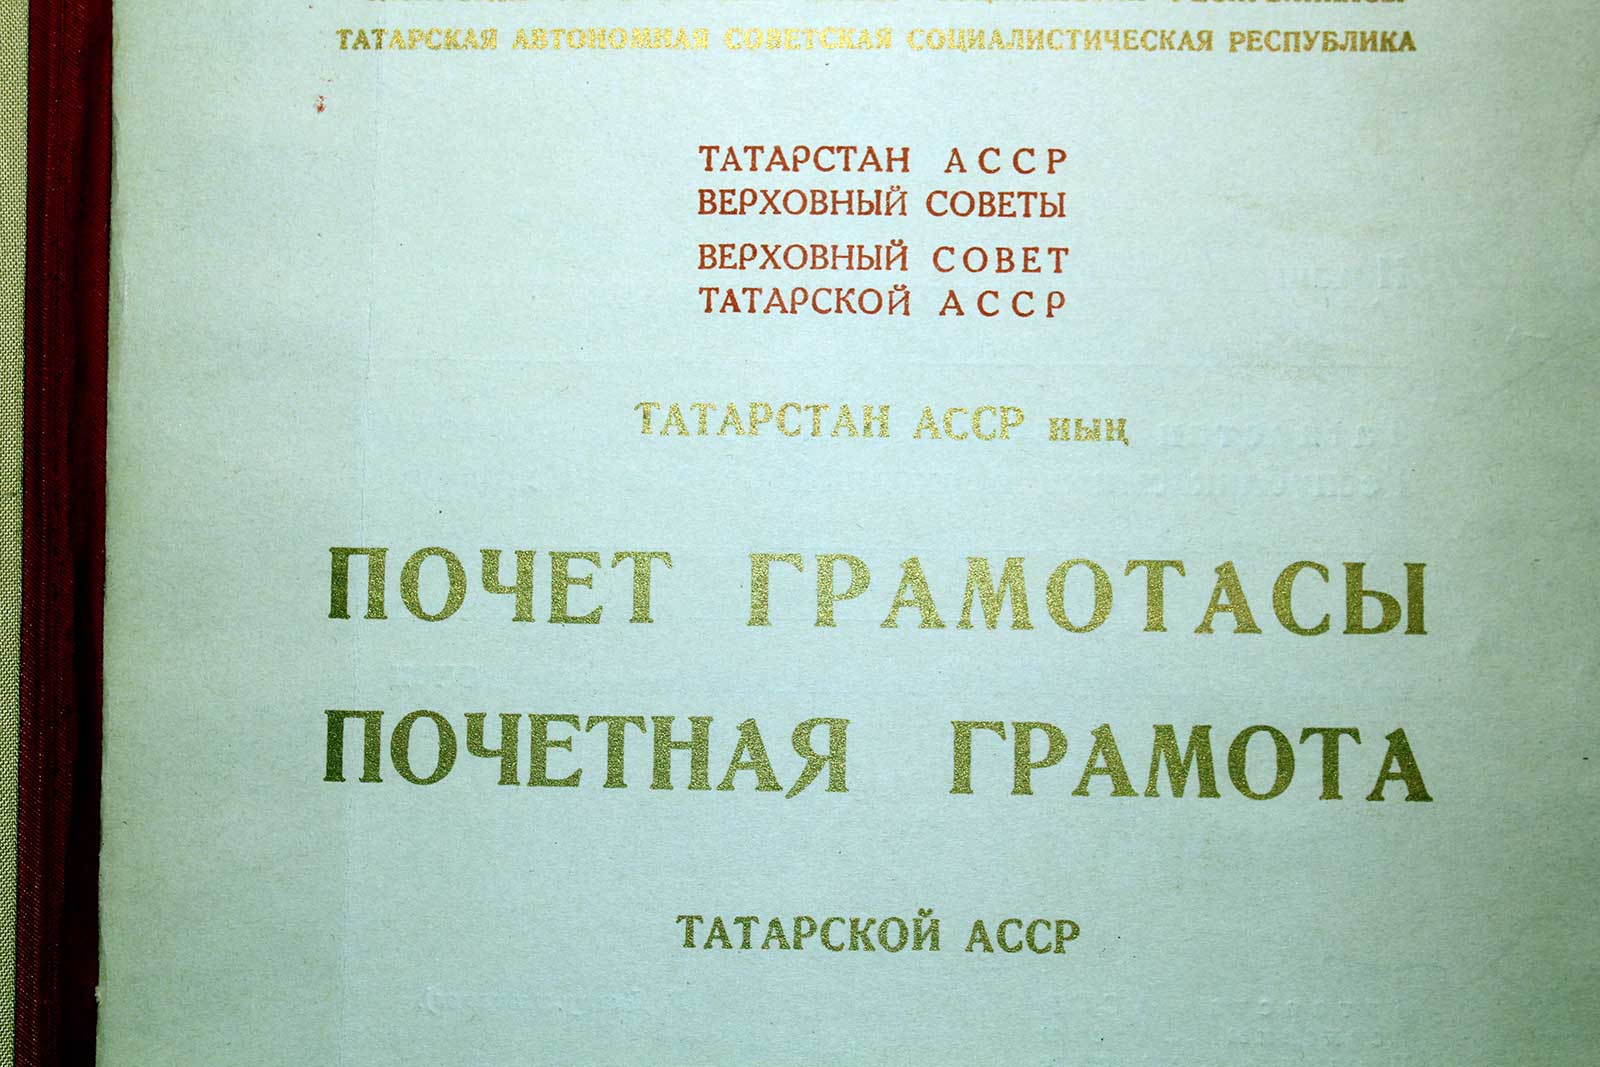 ТАТАРСКАЯ АВТОНОМНАЯ СОВЕТСКАЯ СОЦИАЛИСТИЧЕСКАЯ РЕСПУБЛИКА
ТАТАРСТАН АССР
ВЕРХОВНЫЙ СОВЕТЫ
ВЕРХОВНЫЙ СОВЕТ
ТАТАРСКОЙ АССР
ТАТАРСТАН АССР ның
ПОЧЕТ ГРАМОТАСЫ
ПОЧЕТНАЯ ГРАМОТА
ТАТАРСКОЙ АССР